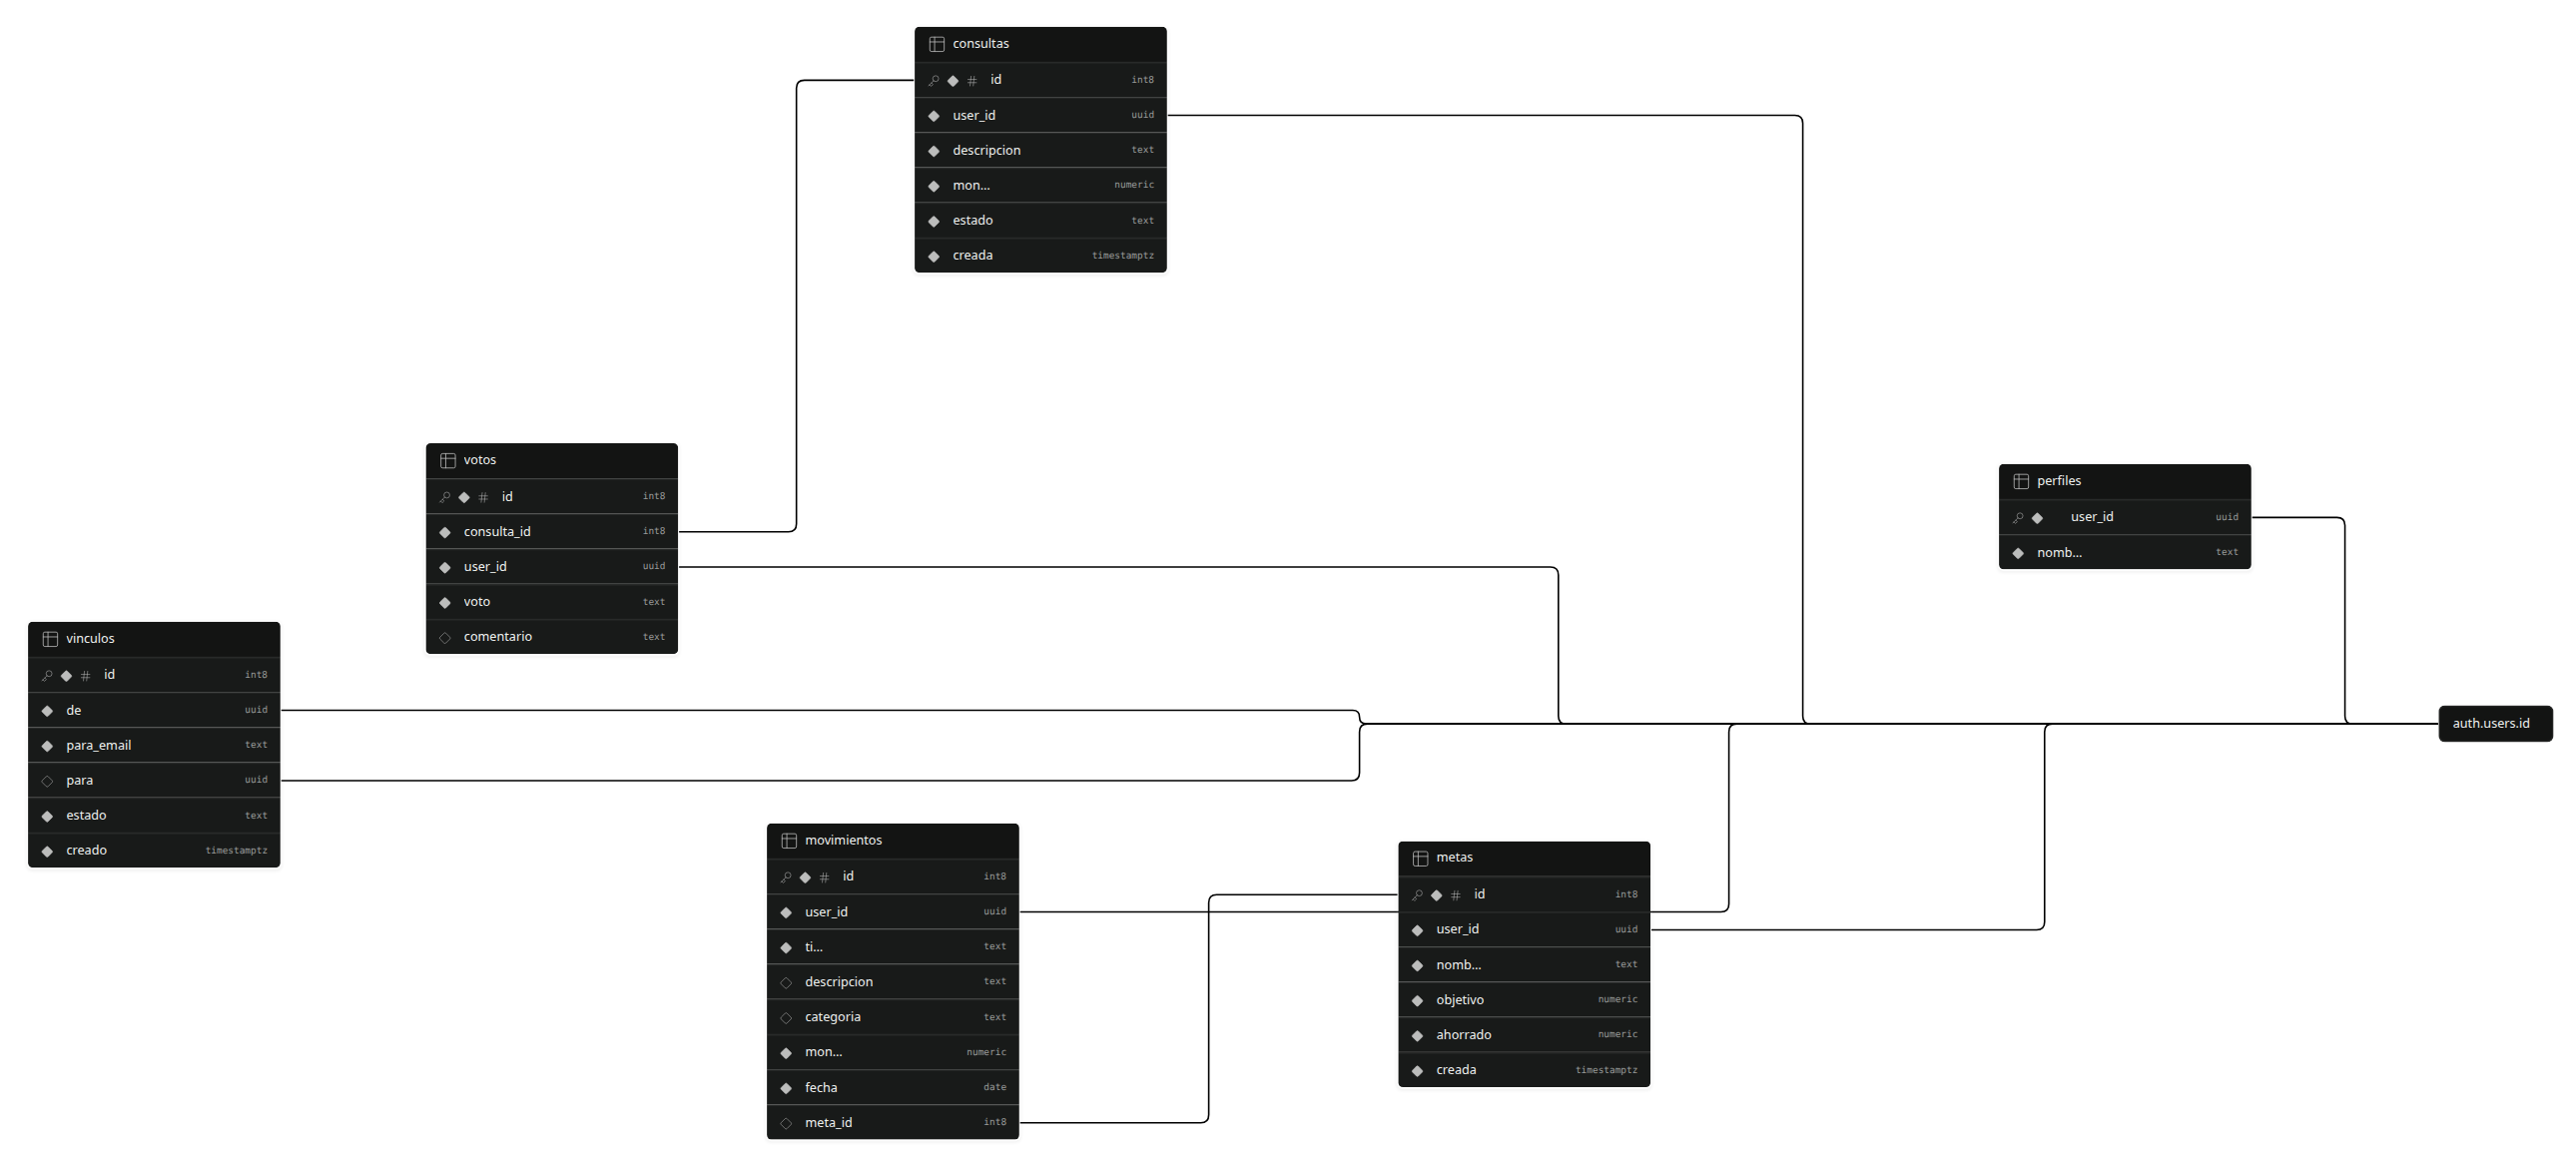 consultas
id int8
user_id uuid
descripcion text
mon... numeric
estado text
creada timestamptz
votos
id int8
consulta_id int8
user_id uuid
voto text
comentario text
perfiles
user_id uuid
nomb... text
vinculos
id int8
de uuid
para_email text
para uuid
estado text
creado timestamptz
auth.users.id
movimientos
id int8
user_id uuid
ti... text
descripcion text
categoria text
mon... numeric
fecha date
meta_id int8
metas
id int8
user_id uuid
nomb... text
objetivo numeric
ahorrado numeric
creada timestamptz